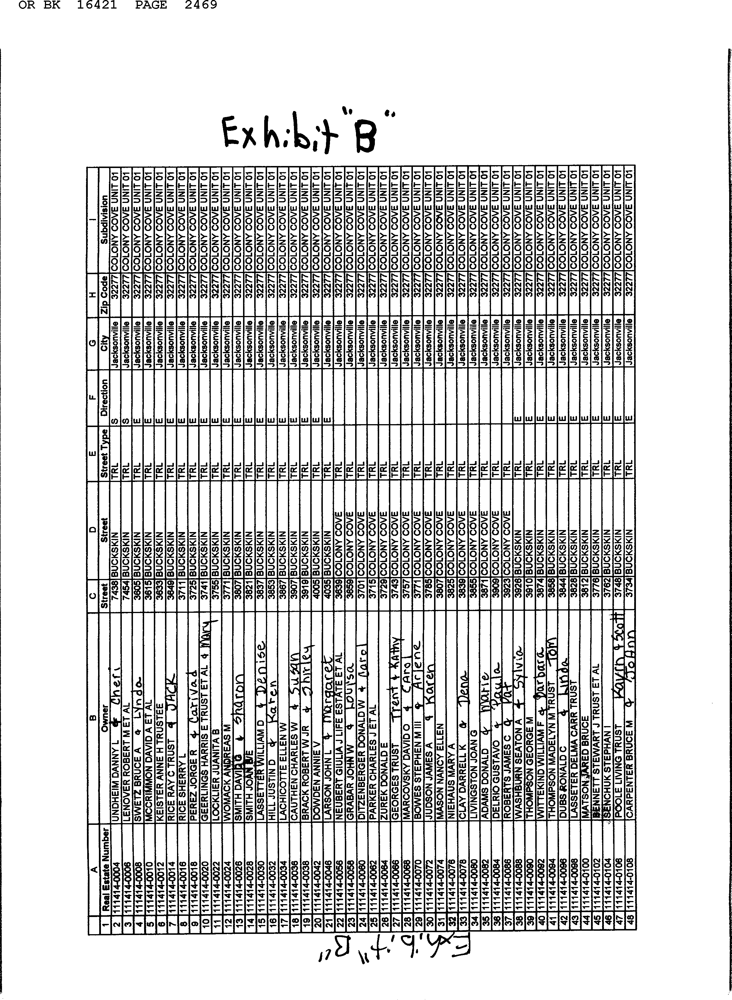 OR BK 16421 PAGE 2469
Exhibit "B"
A B C D E F G H I
1 Real Estate Number Owner Street Street Street Type Direction City Zip Code Subdivision
2 111414-0004 UNDHEIM DANNY L & Cheri 7438 BUCKSKIN TRL S Jacksonville 32277 COLONY COVE UNIT 01
3 111414-0006 LENOVER ROBERT M ET AL 7454 BUCKSKIN TRL S Jacksonville 32277 COLONY COVE UNIT 01
4 111414-0008 SWETZ BRUCE A & Lynda 3605 BUCKSKIN TRL E Jacksonville 32277 COLONY COVE UNIT 01
5 111414-0010 MCCRIMMON DAVID A ET AL 3615 BUCKSKIN TRL E Jacksonville 32277 COLONY COVE UNIT 01
6 111414-0012 KEISTER ANNE H TRUSTEE 3633 BUCKSKIN TRL E Jacksonville 32277 COLONY COVE UNIT 01
7 111414-0014 RICE RAY C TRUST & JACK 3649 BUCKSKIN TRL E Jacksonville 32277 COLONY COVE UNIT 01
8 111414-0016 RICE SHERRY L 3711 BUCKSKIN TRL E Jacksonville 32277 COLONY COVE UNIT 01
9 111414-0018 PEREZ JORGE R & Carivad 3725 BUCKSKIN TRL E Jacksonville 32277 COLONY COVE UNIT 01
10 111414-0020 GEERLINGS HARRIS E TRUST ET AL & Mary 3741 BUCKSKIN TRL E Jacksonville 32277 COLONY COVE UNIT 01
11 111414-0022 LOCKLIER JUANITA B 3755 BUCKSKIN TRL E Jacksonville 32277 COLONY COVE UNIT 01
12 111414-0024 WOMACK ANDREAS M 3771 BUCKSKIN TRL E Jacksonville 32277 COLONY COVE UNIT 01
13 111414-0026 SMITH DAVID G & Sharon 3807 BUCKSKIN TRL E Jacksonville 32277 COLONY COVE UNIT 01
14 111414-0028 SMITH JOAN 3821 BUCKSKIN TRL E Jacksonville 32277 COLONY COVE UNIT 01
15 111414-0030 LASSETTER WILLIAM D & Denise 3837 BUCKSKIN TRL E Jacksonville 32277 COLONY COVE UNIT 01
16 111414-0032 HILL JUSTIN D & Karen 3853 BUCKSKIN TRL E Jacksonville 32277 COLONY COVE UNIT 01
17 111414-0034 LACHICOTTE ELLEN W 3867 BUCKSKIN TRL E Jacksonville 32277 COLONY COVE UNIT 01
18 111414-0036 CAUTHEN CHARLES W & Susan 3907 BUCKSKIN TRL E Jacksonville 32277 COLONY COVE UNIT 01
19 111414-0038 BRACK ROBERT W JR & Shirley 3919 BUCKSKIN TRL E Jacksonville 32277 COLONY COVE UNIT 01
20 111414-0042 DOWDEN ANNIE V 4005 BUCKSKIN TRL E Jacksonville 32277 COLONY COVE UNIT 01
21 111414-0046 LARSON JOHN L & Margaret 4035 BUCKSKIN TRL E Jacksonville 32277 COLONY COVE UNIT 01
22 111414-0056 NEUBERT GIULIA J LIFE ESTATE ET AL 3639 COLONY COVE TRL Jacksonville 32277 COLONY COVE UNIT 01
23 111414-0058 GRABAR JOHN W & Louisa 3659 COLONY COVE TRL Jacksonville 32277 COLONY COVE UNIT 01
24 111414-0060 DITZENBERGER DONALD W & Carol 3701 COLONY COVE TRL Jacksonville 32277 COLONY COVE UNIT 01
25 111414-0062 PARKER CHARLES J ET AL 3715 COLONY COVE TRL Jacksonville 32277 COLONY COVE UNIT 01
26 111414-0064 ZUREK DONALD E 3729 COLONY COVE TRL Jacksonville 32277 COLONY COVE UNIT 01
27 111414-0066 GEORGES TRUST Trent & KAthy 3743 COLONY COVE TRL Jacksonville 32277 COLONY COVE UNIT 01
28 111414-0068 MARCOVSKY DAVID O & CArol 3757 COLONY COVE TRL Jacksonville 32277 COLONY COVE UNIT 01
29 111414-0070 BOWES STEPHEN M III & Arlene 3771 COLONY COVE TRL Jacksonville 32277 COLONY COVE UNIT 01
30 111414-0072 JUDSON JAMES A & Karen 3785 COLONY COVE TRL Jacksonville 32277 COLONY COVE UNIT 01
31 111414-0074 MASON NANCY ELLEN 3807 COLONY COVE TRL Jacksonville 32277 COLONY COVE UNIT 01
32 111414-0076 NIEHAUS MARY A 3825 COLONY COVE TRL Jacksonville 32277 COLONY COVE UNIT 01
33 111414-0078 CLAY DARRELL K & Dena 3839 COLONY COVE TRL Jacksonville 32277 COLONY COVE UNIT 01
34 111414-0080 LIVINGSTON JOAN G 3855 COLONY COVE TRL Jacksonville 32277 COLONY COVE UNIT 01
35 111414-0082 ADAMS DONALD & Marie 3871 COLONY COVE TRL Jacksonville 32277 COLONY COVE UNIT 01
36 111414-0084 DELRIO GUSTAVO & Paula 3909 COLONY COVE TRL Jacksonville 32277 COLONY COVE UNIT 01
37 111414-0086 ROBERTS JAMES C & Pat 3923 COLONY COVE TRL Jacksonville 32277 COLONY COVE UNIT 01
38 111414-0088 WASHBURN SEATON A & Sylvia 3926 BUCKSKIN TRL E Jacksonville 32277 COLONY COVE UNIT 01
39 111414-0090 THOMPSON GEORGE M 3910 BUCKSKIN TRL E Jacksonville 32277 COLONY COVE UNIT 01
40 111414-0092 WITTEKIND WILLIAM F & Barbara 3874 BUCKSKIN TRL E Jacksonville 32277 COLONY COVE UNIT 01
41 111414-0094 THOMPSON MADELYN M TRUST Tom 3858 BUCKSKIN TRL E Jacksonville 32277 COLONY COVE UNIT 01
42 111414-0096 DUBS RONALD C & Linda 3844 BUCKSKIN TRL E Jacksonville 32277 COLONY COVE UNIT 01
43 111414-0098 LASSETER DELMA CARR TRUST 3828 BUCKSKIN TRL E Jacksonville 32277 COLONY COVE UNIT 01
44 111414-0100 MATSON JARED BRUCE 3812 BUCKSKIN TRL E Jacksonville 32277 COLONY COVE UNIT 01
45 111414-0102 BENNETT STEWART J TRUST ET AL 3776 BUCKSKIN TRL E Jacksonville 32277 COLONY COVE UNIT 01
46 111414-0104 SENCHUK STEPHAN I 3762 BUCKSKIN TRL E Jacksonville 32277 COLONY COVE UNIT 01
47 111414-0106 POOLE LIVING TRUST Kavin & Scott 3748 BUCKSKIN TRL E Jacksonville 32277 COLONY COVE UNIT 01
48 111414-0108 CARPENTER BRUCE M & JoAnn 3734 BUCKSKIN TRL E Jacksonville 32277 COLONY COVE UNIT 01
Exhibit "B"